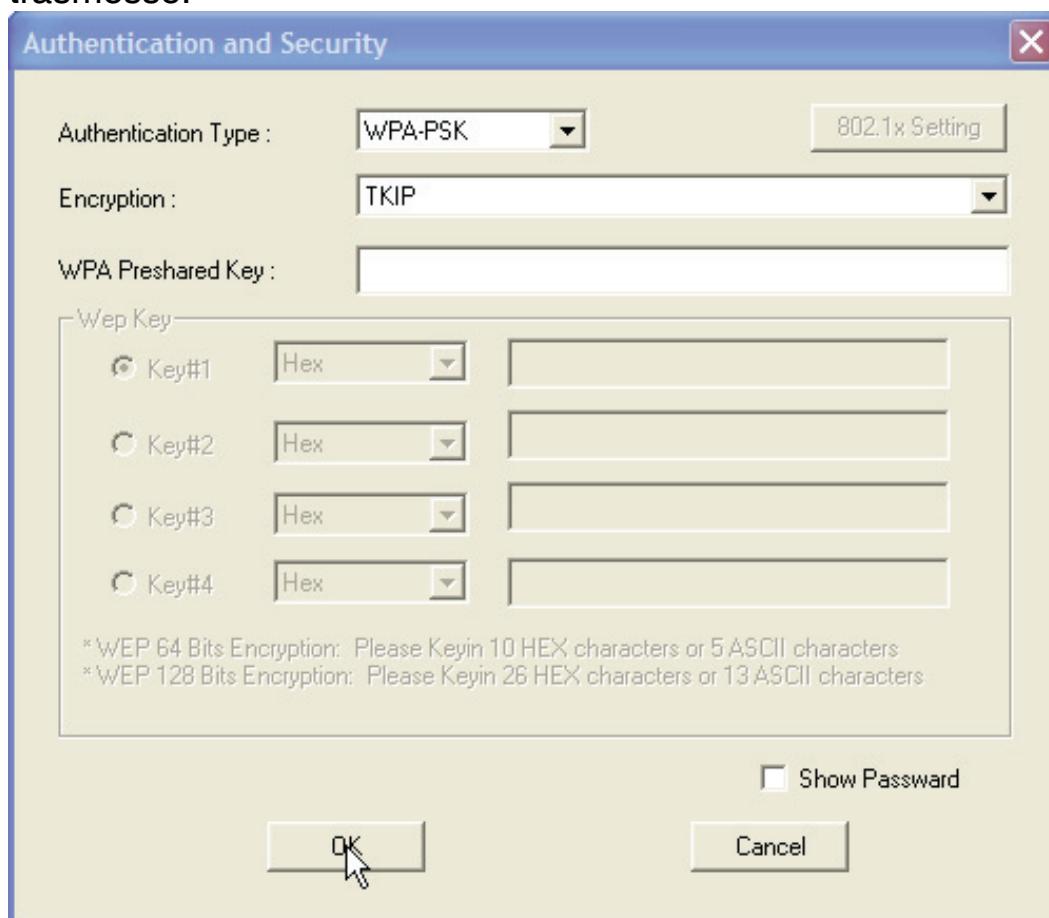 trasmesso.
Authentication and Security
Authentication Type : WPA-PSK 802.1x Setting
Encryption : TKIP
WPA Preshared Key :
Wep Key
Key#1 Hex
Key#2 Hex
Key#3 Hex
Key#4 Hex
* WEP 64 Bits Encryption: Please Keyin 10 HEX characters or 5 ASCII characters
* WEP 128 Bits Encryption: Please Keyin 26 HEX characters or 13 ASCII characters
Show Passward
OK Cancel